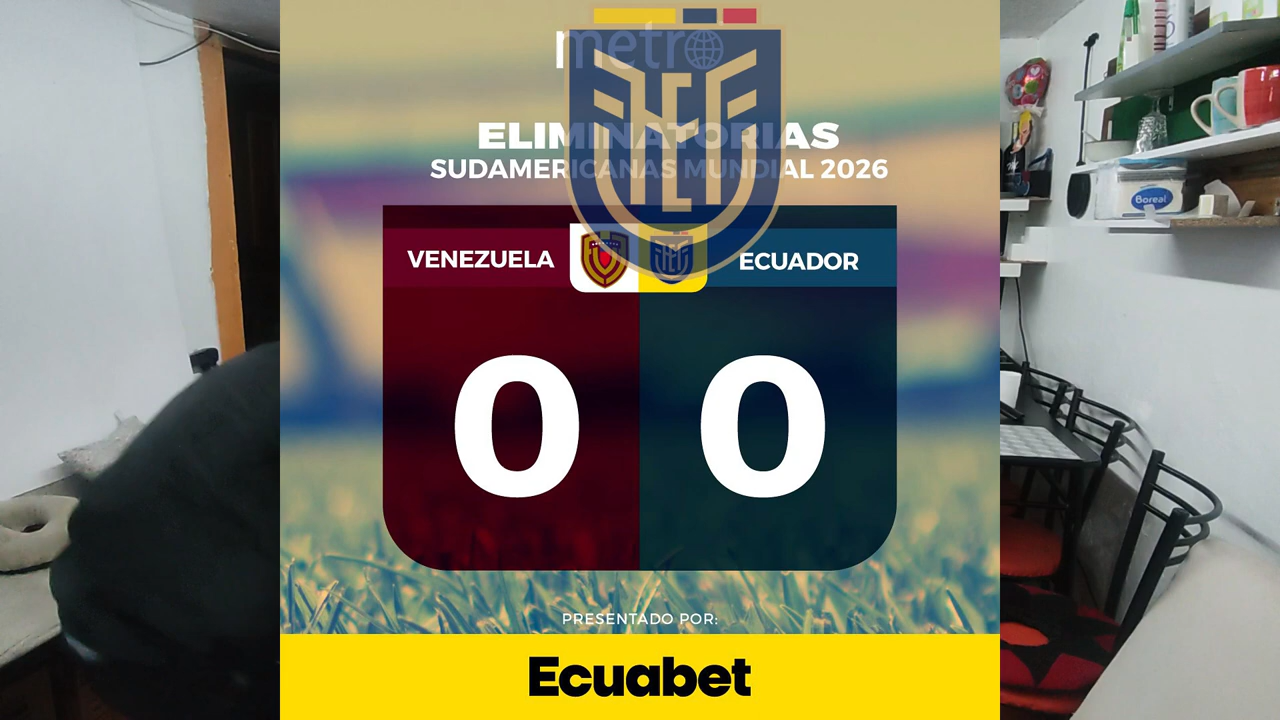 metro
ELIMINATORIAS
SUDAMERICANAS MUNDIAL 2026
VENEZUELA
ECUADOR
0
0
PRESENTADO POR:
Ecuabet
Boreal